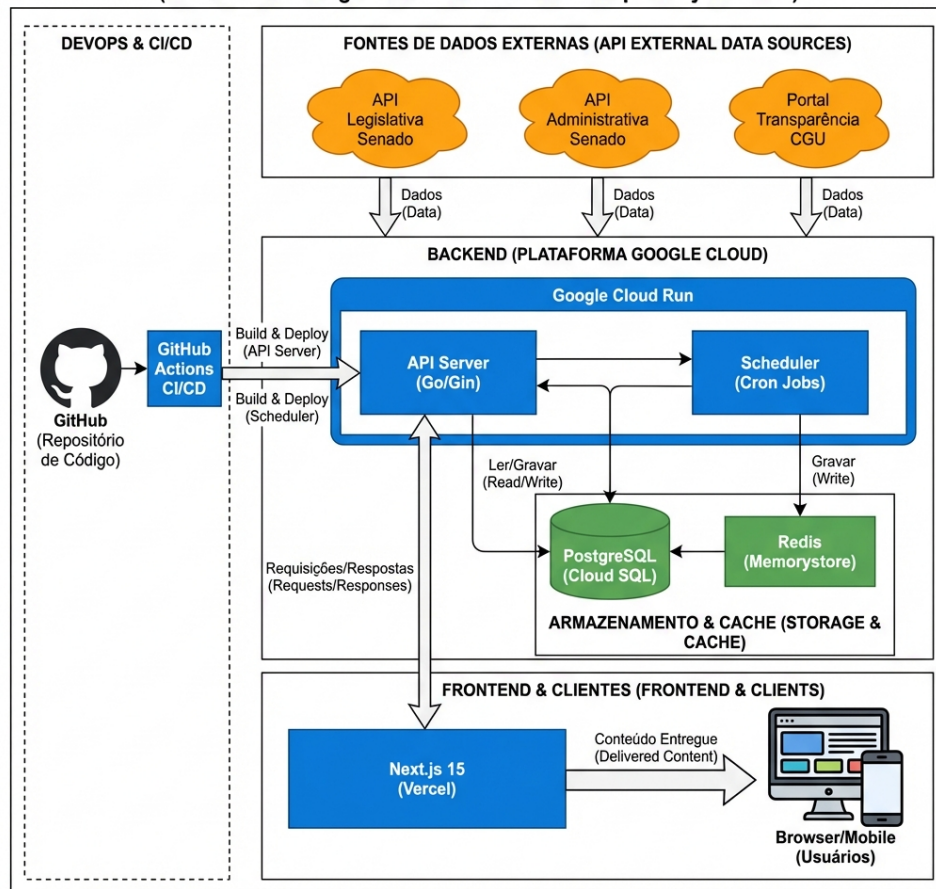 DEVOPS & CI/CD
FONTES DE DADOS EXTERNAS (API EXTERNAL DATA SOURCES)
API
Legislativa
Senado
API
Administrativa
Senado
Portal
Transparência
CGU
Dados
(Data)
Dados
(Data)
Dados
(Data)
BACKEND (PLATAFORMA GOOGLE CLOUD)
Google Cloud Run
Build & Deploy
(API Server)
GitHub
Actions
CI/CD
Build & Deploy
(Scheduler)
GitHub
(Repositório
de Código)
API Server
(Go/Gin)
Scheduler
(Cron Jobs)
Ler/Gravar
(Read/Write)
Gravar
(Write)
PostgreSQL
(Cloud SQL)
Redis
(Memorystore)
Requisições/Respostas
(Requests/Responses)
ARMAZENAMENTO & CACHE (STORAGE &
CACHE)
FRONTEND & CLIENTES (FRONTEND & CLIENTS)
Next.js 15
(Vercel)
Conteúdo Entregue
(Delivered Content)
Browser/Mobile
(Usuários)